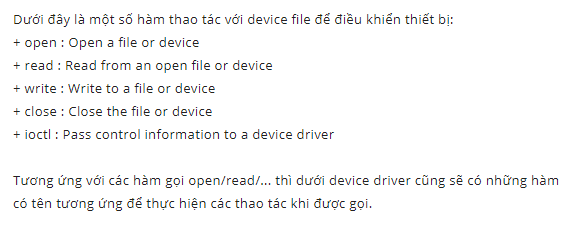 Dưới đây là một số hàm thao tác với device file để điều khiển thiết bị:
+ open : Open a file or device
+ read : Read from an open file or device
+ write : Write to a file or device
+ close : Close the file or device
+ ioctl : Pass control information to a device driver
Tương ứng với các hàm gọi open/read/... thì dưới device driver cũng sẽ có những hàm
có tên tương ứng để thực hiện các thao tác khi được gọi.